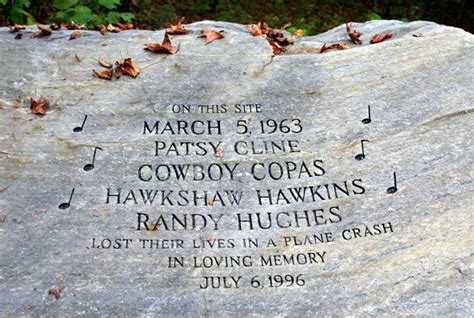 ON THIS SITE
MARCH 5, 1963
PATSY CLINE
COWBOY COPAS
HAWKSHAW HAWKINS
RANDY HUGHES
LOST THEIR LIVES IN A PLANE CRASH
IN LOVING MEMORY
JULY 6, 1996